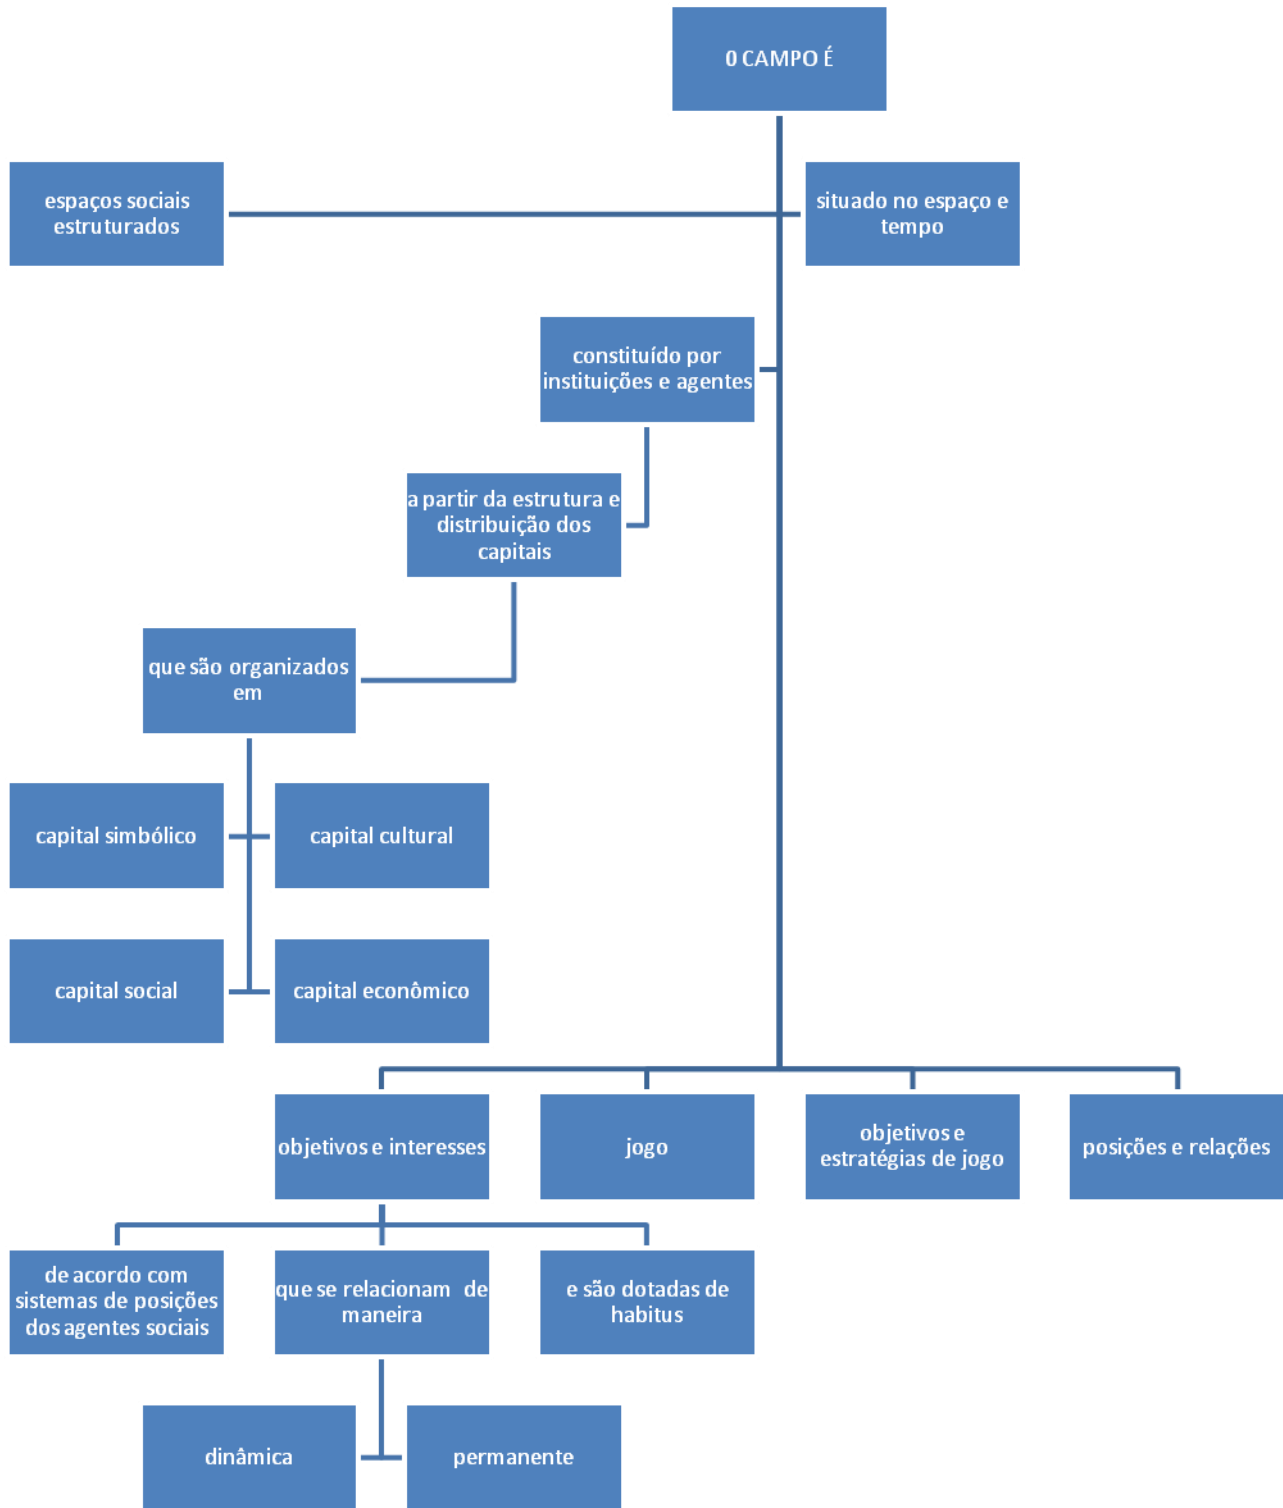 0 CAMPO É
espaços sociais
estruturados
situado no espaço e
tempo
constituído por
instituições e agentes
a partir da estrutura e
distribuição dos
capitais
que são organizados
em
capital simbólico
capital cultural
capital social
capital econômico
objetivos e interesses
jogo
objetivos e
estratégias de jogo
posições e relações
de acordo com
sistemas de posições
dos agentes sociais
que se relacionam de
maneira
e são dotadas de
habitus
dinâmica
permanente